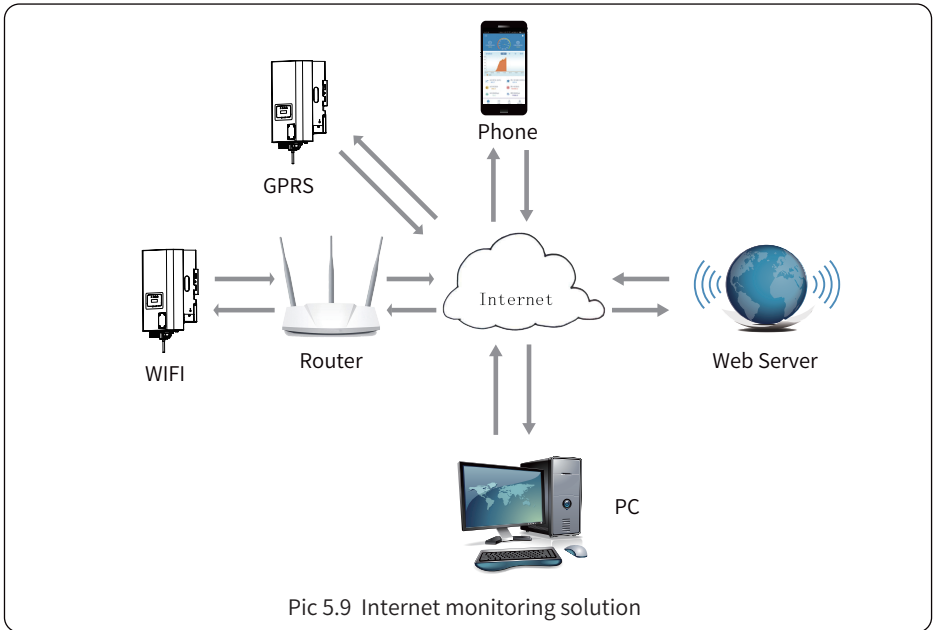 Phone
GPRS
Internet
WIFI
Router
Web Server
PC
Pic 5.9 Internet monitoring solution